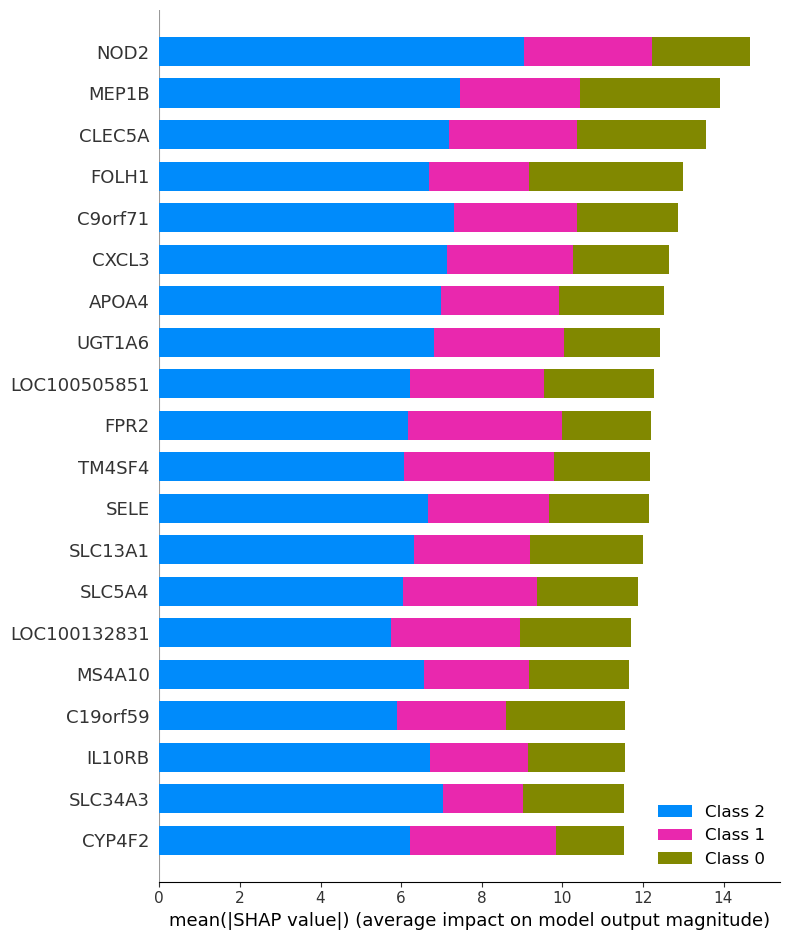 NOD2
MEP1B
CLEC5A
FOLH1
C9orf71
CXCL3
APOA4
UGT1A6
LOC100505851
FPR2
TM4SF4
SELE
SLC13A1
SLC5A4
LOC100132831
MS4A10
C19orf59
IL10RB
SLC34A3
CYP4F2
Class 2
Class 1
Class 0
0 2 4 6 8 10 12 14
mean(|SHAP value|) (average impact on model output magnitude)